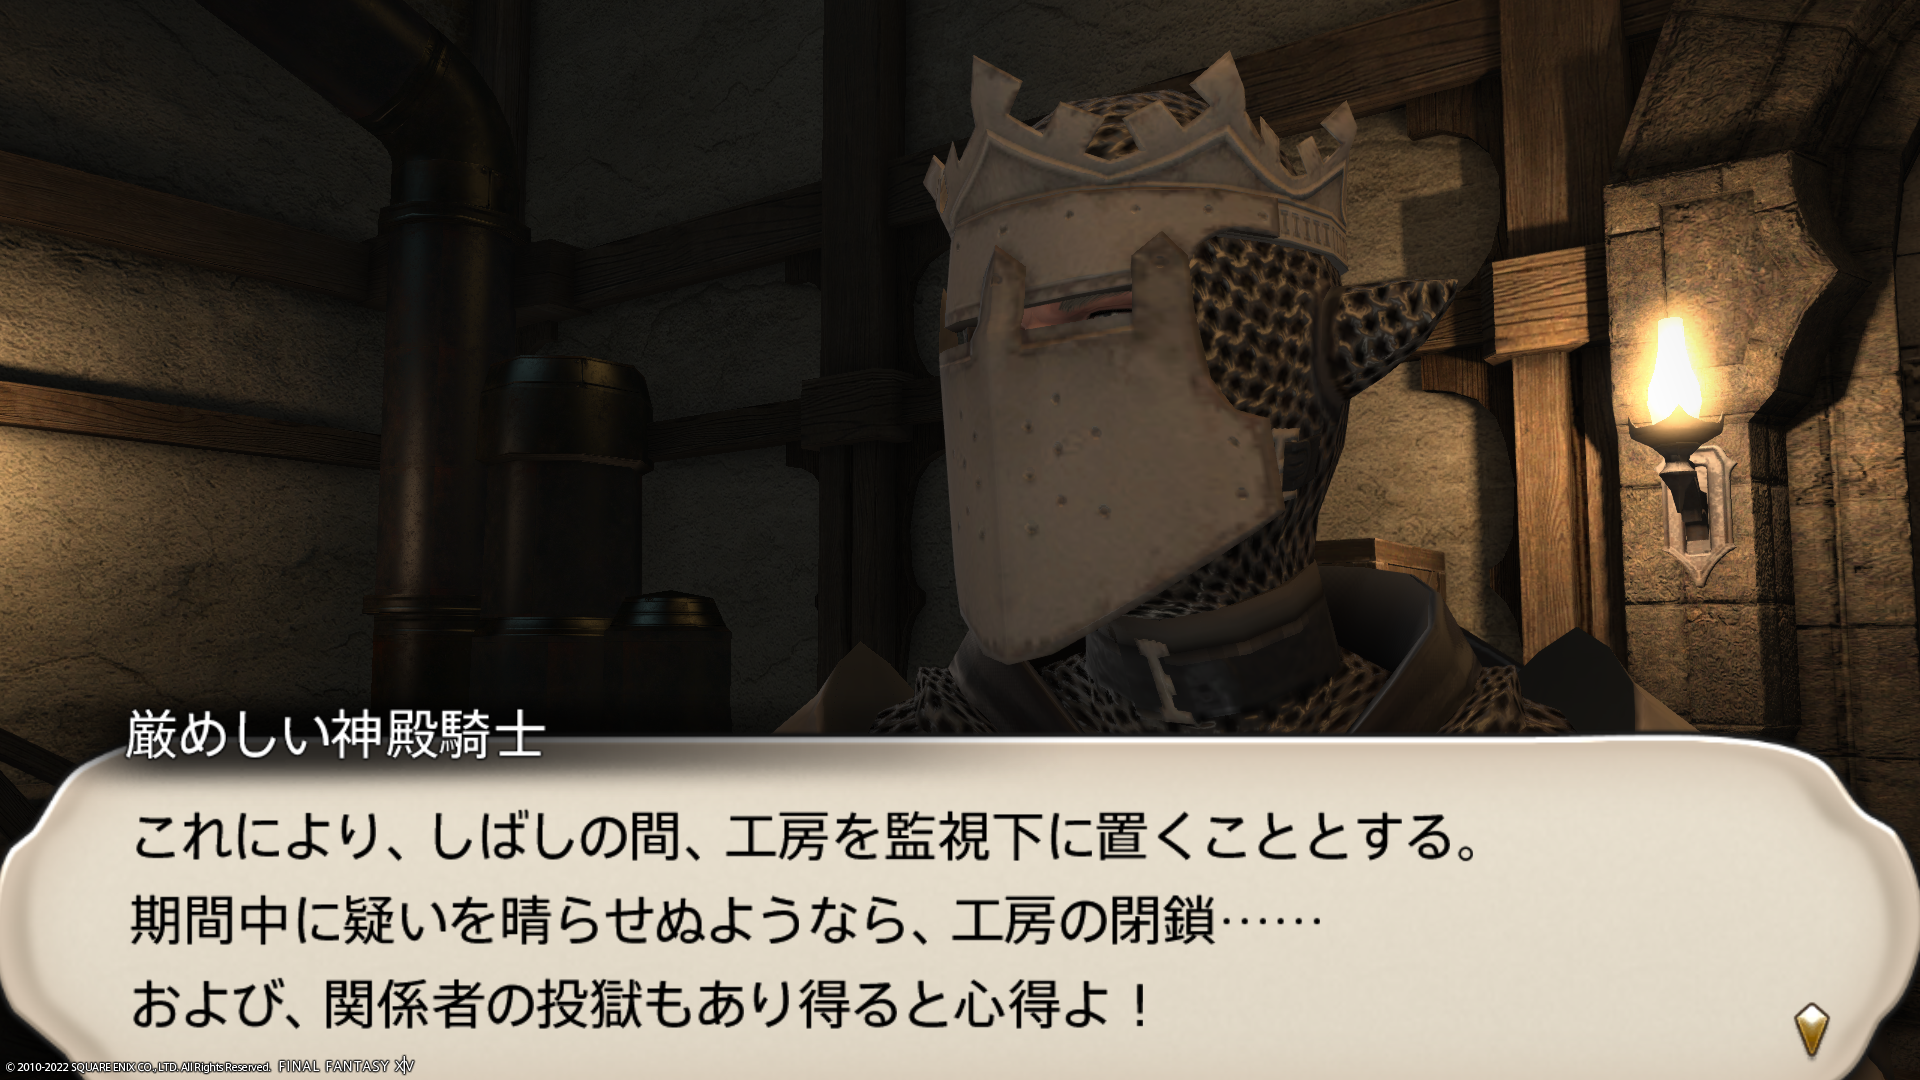 厳めしい神殿騎士
これにより、しばしの間、工房を監視下に置くこととする。
期間中に疑いを晴らせぬようなら、工房の閉鎖……
および、関係者の投獄もあり得ると心得よ！
© 2010-2022 SQUARE ENIX CO., LTD. All Rights Reserved. FINAL FANTASY XIV